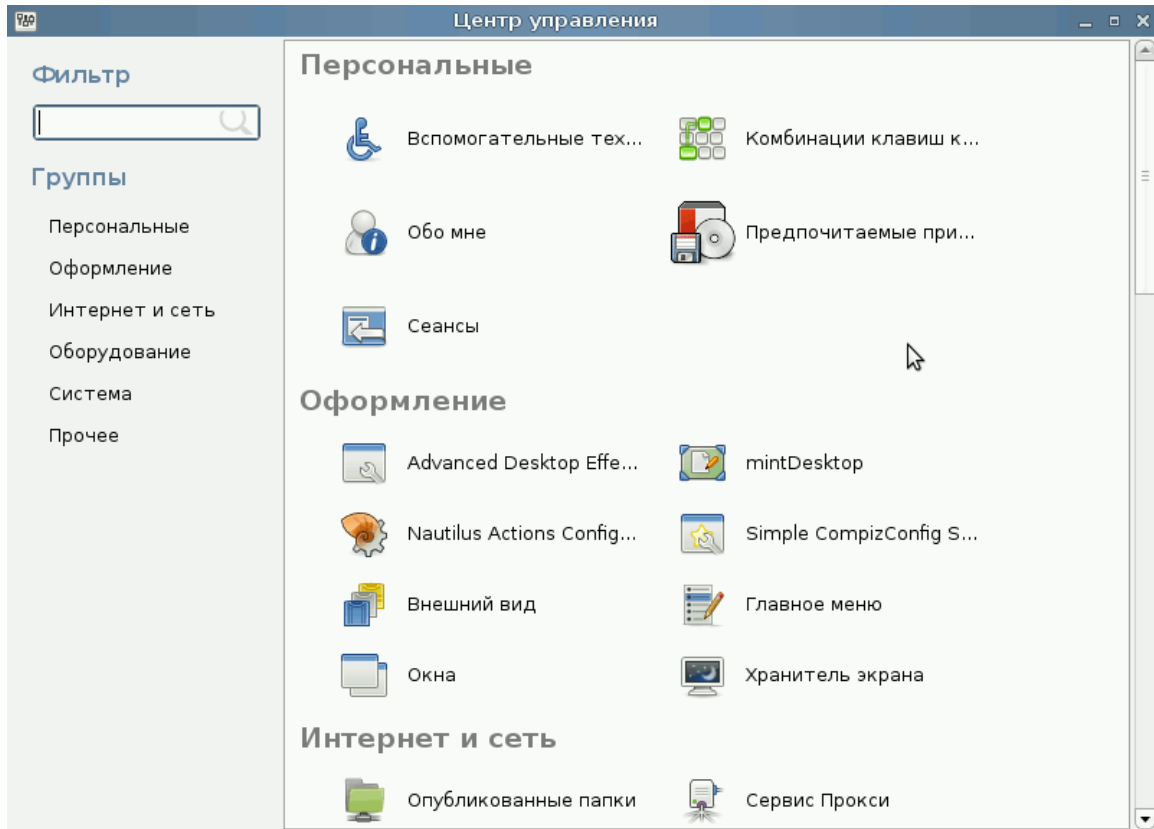 Центр управления
Фильтр
Группы
Персональные
Оформление
Интернет и сеть
Оборудование
Система
Прочее
Персональные
Вспомогательные тех...
Комбинации клавиш к...
Обо мне
Предпочитаемые при...
Сеансы
Оформление
Advanced Desktop Effe...
mintDesktop
Nautilus Actions Config...
Simple CompizConfig S...
Внешний вид
Главное меню
Окна
Хранитель экрана
Интернет и сеть
Опубликованные папки
Сервис Прокси